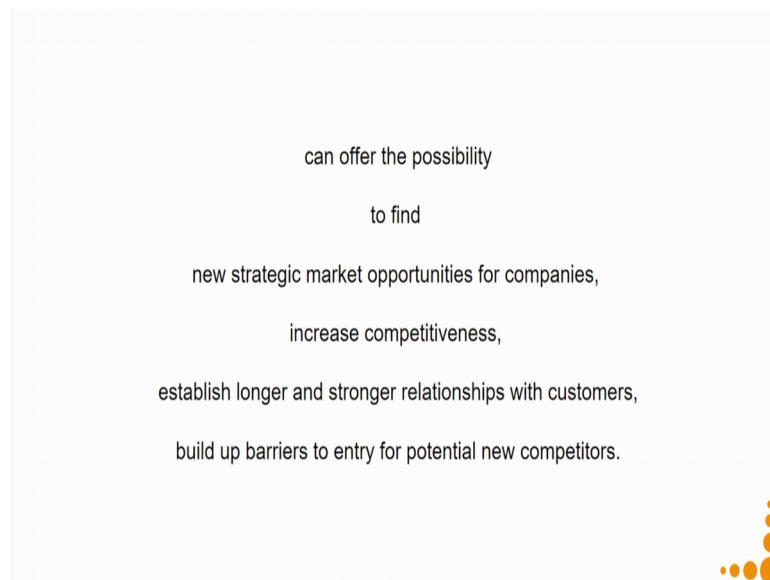 can offer the possibility
to find
new strategic market opportunities for companies,
increase competitiveness,
establish longer and stronger relationships with customers,
build up barriers to entry for potential new competitors.